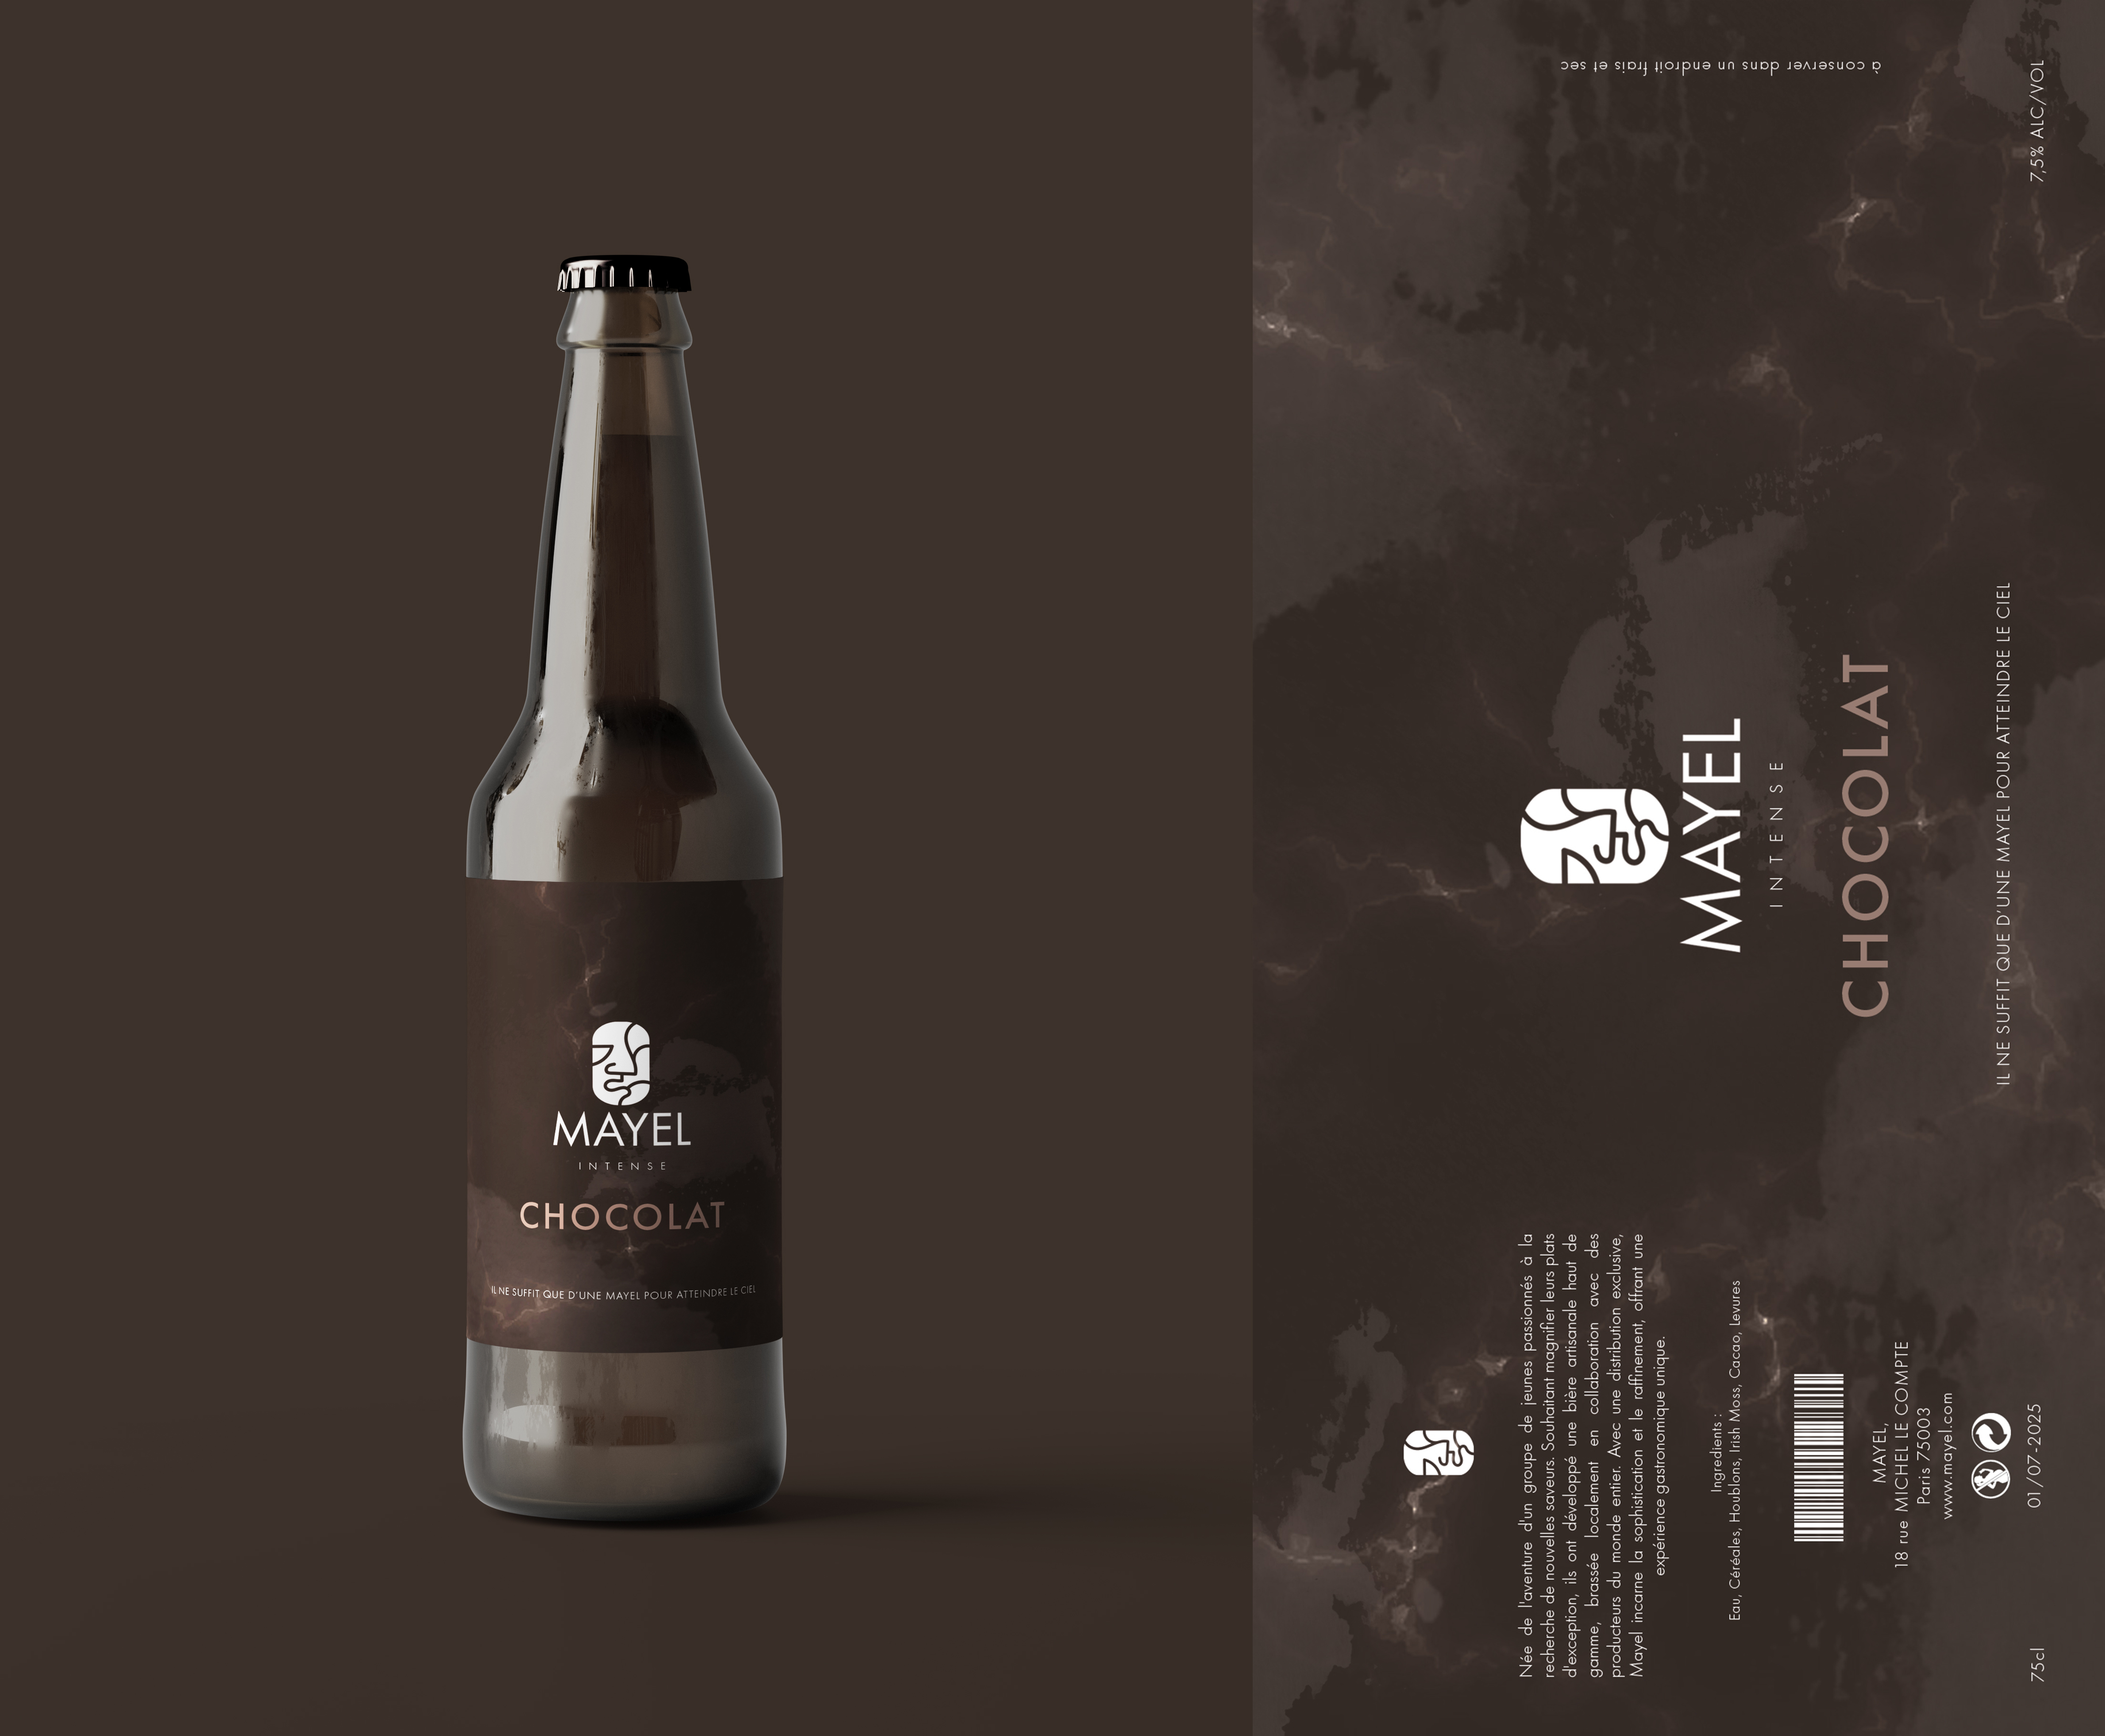 MAYEL
INTENSE
CHOCOLAT
IL NE SUFFIT QUE D'UNE MAYEL POUR ATTEINDRE LE CIEL
à conserver dans un endroit frais et sec
MAYEL
INTENSE
CHOCOLAT
IL NE SUFFIT QUE D'UNE MAYEL POUR ATTEINDRE LE CIEL
7,5% ALC/VOL
Née de l'aventure d'un groupe de jeunes passionnés à la
recherche de nouvelles saveurs. Souhaitant magnifier leurs plats
d'exception, ils ont développé une bière artisanale haut de
gamme, brassée localement en collaboration avec des
producteurs du monde entier. Avec une distribution exclusive,
Mayel incarne la sophistication et le raffinement, offrant une
expérience gastronomique unique.
Ingredients :
Eau, Céréales, Houblons, Irish Moss, Cacao, Levures
MAYEL,
18 rue MICHEL LE COMPTE
Paris 75003
www.mayel.com
01/07-2025
75cl